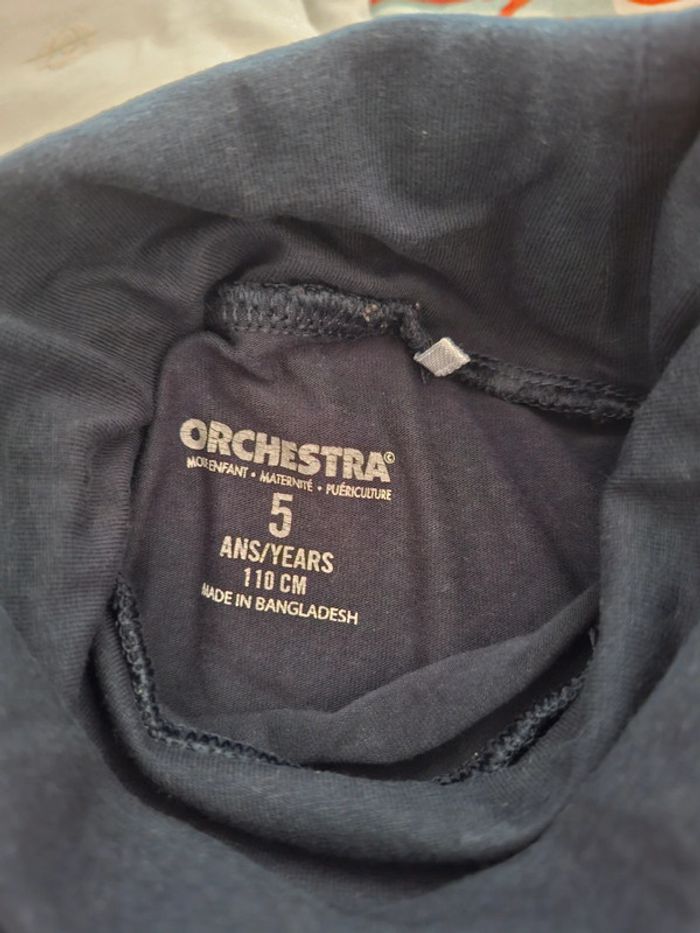 ORCHESTRA©
MODE ENFANT • MATERNITÉ • PUÉRICULTURE
5
ANS/YEARS
110 CM
MADE IN BANGLADESH